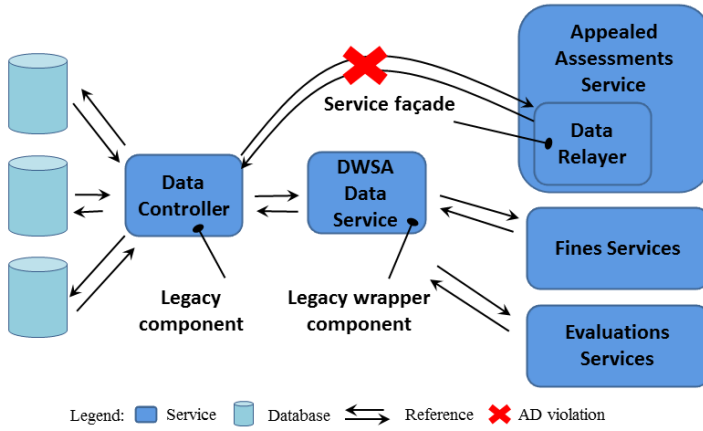 Appealed
Assessments
Service
Service façade
Data
Relayer
Data
Controller
DWSA
Data
Service
Fines Services
Legacy
component
Legacy wrapper
component
Evaluations
Services
Legend: Service Database Reference AD violation